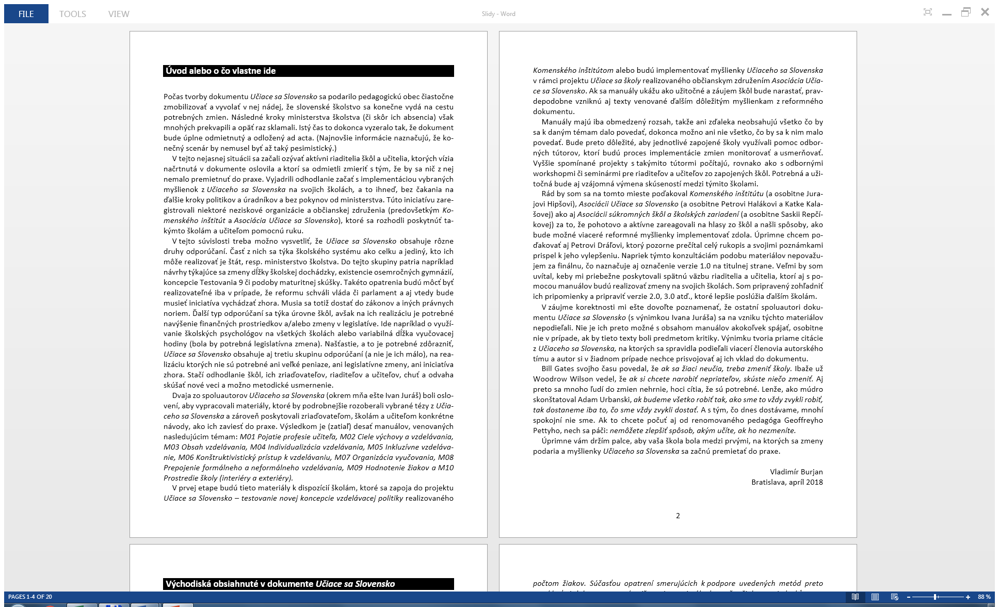 FILE
TOOLS
VIEW
Slidy - Word
Úvod alebo o čo vlastne ide
Počas tvorby dokumentu Učiace sa Slovensko sa podarilo pedagogickú obec čiastočne
zmobilizovať a vyvolať v nej nádej, že slovenské školstvo sa konečne vydá na cestu
potrebných zmien. Následné kroky ministerstva školstva (či skôr ich absencia) však
mnohých prekvapili a opäť raz sklamali. Istý čas to dokonca vyzeralo tak, že dokument
bude úplne odmietnutý a odložený ad acta. (Najnovšie informácie naznačujú, že ko-
nečný scenár by nemusel byť až taký pesimistický.)
V tejto nejasnej situácii sa začali ozývať aktívni riaditelia škôl a učitelia, ktorých vízia
načrtnutá v dokumente oslovila a ktorí sa odmietli zmieriť s tým, že by sa nič z nej
nemalo premietnuť do praxe. Vyjadrili odhodlanie začať s implementáciou vybraných
myšlienok z Učiaceho sa Slovenska na svojich školách, a to ihneď, bez čakania na
ďalšie kroky politikov a úradníkov a bez pokynov od ministerstva. Túto iniciatívu zare-
gistrovali niektoré neziskové organizácie a občianskej združenia (predovšetkým Ko-
menského inštitút a Asociácia Učiace sa Slovensko), ktoré sa rozhodli poskytnúť ta-
kýmto školám a učiteľom pomocnú ruku.
V tejto súvislosti treba možno vysvetliť, že Učiace sa Slovensko obsahuje rôzne
druhy odporúčaní. Časť z nich sa týka školského systému ako celku a jediný, kto ich
môže realizovať je štát, resp. ministerstvo školstva. Do tejto skupiny patria napríklad
návrhy týkajúce sa zmeny dĺžky školskej dochádzky, existencie osemročných gymnázií,
koncepcie Testovania 9 či podoby maturitnej skúšky. Takéto opatrenia budú môcť byť
realizovateľné iba v prípade, že reformu schváli vláda či parlament a aj vtedy bude
musieť iniciatíva vychádzať zhora. Musia sa totiž dostať do zákonov a iných právnych
noriem. Ďalší typ odporúčaní sa týka úrovne škôl, avšak na ich realizáciu je potrebné
navýšenie finančných prostriedkov a/alebo zmeny v legislatíve. Ide napríklad o využí-
vanie školských psychológov na všetkých školách alebo variabilná dĺžka vyučovacej
hodiny (bola by potrebná legislatívna zmena). Našťastie, a to je potrebné zdôrazniť,
Učiace sa Slovensko obsahuje aj tretiu skupinu odporúčaní (a nie je ich málo), na rea-
lizáciu ktorých nie sú potrebné ani veľké peniaze, ani legislatívne zmeny, ani iniciatíva
zhora. Stačí odhodlanie škôl, ich zriaďovateľov, riaditeľov a učiteľov, chuť a odvaha
skúšať nové veci a možno metodické usmernenie.
Dvaja zo spoluautorov Učiaceho sa Slovenska (okrem mňa ešte Ivan Juráš) boli oslo-
vení, aby vypracovali materiály, ktoré by podrobnejšie rozoberali vybrané tézy z Učia-
ceho sa Slovenska a zároveň poskytovali zriaďovateľom, školám a učiteľom konkrétne
návody, ako ich zaviesť do praxe. Výsledkom je (zatiaľ) desať manuálov, venovaných
nasledujúcim témam: M01 Pojatie profesie učiteľa, M02 Ciele výchovy a vzdelávania,
M03 Obsah vzdelávania, M04 Individualizácia vzdelávania, M05 Inkluzívne vzdeláva-
nie, M06 Konštruktivistický prístup k vzdelávaniu, M07 Organizácia vyučovania, M08
Prepojenie formálneho a neformálneho vzdelávania, M09 Hodnotenie žiakov a M10
Prostredie školy (interiéry a exteriéry).
V prvej etape budú tieto materiály k dispozícií školám, ktoré sa zapoja do projektu
Učiace sa Slovensko – testovanie novej koncepcie vzdelávacej politiky realizovaného
Komenského inštitútom alebo budú implementovať myšlienky Učiaceho sa Slovenska
v rámci projektu Učiace sa školy realizovaného občianskym združením Asociácia Učia-
ce sa Slovensko. Ak sa manuály ukážu ako užitočné a záujem škôl bude narastať, prav-
depodobne vzniknú aj texty venované ďalším dôležitým myšlienkam z reformného
dokumentu.
Manuály majú iba obmedzený rozsah, takže ani zďaleka neobsahujú všetko čo by
sa k daným témam dalo povedať, dokonca možno ani nie všetko, čo by sa k nim malo
povedať. Bude preto dôležité, aby jednotlivé zapojené školy využívali pomoc odbor-
ných tútorov, ktorí budú proces implementácie zmien monitorovať a usmerňovať.
Vyššie spomínané projekty s takýmito tútormi počítajú, rovnako ako s odbornými
workshopmi či seminármi pre riaditeľov a učiteľov zo zapojených škôl. Potrebná a uži-
točná bude aj vzájomná výmena skúseností medzi týmito školami.
Rád by som sa na tomto mieste poďakoval Komenského inštitútu (a osobitne Jura-
jovi Hipšovi), Asociácii Učiace sa Slovensko (a osobitne Petrovi Halákovi a Katke Kala-
šovej) ako aj Asociácii súkromných škôl a školských zariadení (a osobitne Saskii Repčí-
kovej) za to, že pohotovo a aktívne zareagovali na hlasy zo škôl a našli spôsoby, ako
bude možné viaceré reformné myšlienky implementovať zdola. Úprimne chcem po-
ďakovať aj Petrovi Dráľovi, ktorý pozorne prečítal celý rukopis a svojimi poznámkami
prispel k jeho vylepšeniu. Napriek týmto konzultáciám podobu materiálov nepovažu-
jem za finálnu, čo naznačuje aj označenie verzie 1.0 na titulnej strane. Veľmi by som
uvítal, keby mi priebežne poskytovali spätnú väzbu riaditelia a učitelia, ktorí aj s po-
mocou manuálov budú realizovať zmeny na svojich školách. Som pripravený zohľadniť
ich pripomienky a pripraviť verzie 2.0, 3.0 atď., ktoré lepšie poslúžia ďalším školám.
V záujme korektnosti mi ešte dovoľte poznamenať, že ostatní spoluautori doku-
mentu Učiace sa Slovensko (s výnimkou Ivana Juráša) sa na vzniku týchto materiálov
nepodieľali. Nie je ich preto možné s obsahom manuálov akokoľvek spájať, osobitne
nie v prípade, ak by tieto texty boli predmetom kritiky. Výnimku tvoria priame citácie
z Učiaceho sa Slovenska, na ktorých sa spravidla podieľali viacerí členovia autorského
tímu a autor si v žiadnom prípade nechce prisvojovať aj ich vklad do dokumentu.
Bill Gates svojho času povedal, že ak sa žiaci neučia, treba zmeniť školy. Ibaže už
Woodrow Wilson vedel, že ak si chcete narobiť nepriateľov, skúste niečo zmeniť. Aj
preto sa mnoho ľudí do zmien nehrnie, hoci cítia, že sú potrebné. Lenže, ako múdro
skonštatoval Adam Urbanski, ak budeme všetko robiť tak, ako sme to vždy zvykli robiť,
tak dostaneme iba to, čo sme vždy zvykli dostať. A s tým, čo dnes dostávame, mnohí
spokojní nie sme. Ak to chcete počuť aj od renomovaného pedagóga Geoffreyho
Pettyho, nech sa páči: nemôžete zlepšiť spôsob, akým učíte, ak ho nezmeníte.
Úprimne vám držím palce, aby vaša škola bola medzi prvými, na ktorých sa zmeny
podaria a myšlienky Učiaceho sa Slovenska sa začnú premietať do praxe.
Vladimír Burjan
Bratislava, apríl 2018
2
Východiská obsiahnuté v dokumente Učiace sa Slovensko
počtom žiakov. Súčasťou opatrení smerujúcich k podpore uvedených metód preto
PAGES 1-4 OF 20
88 %